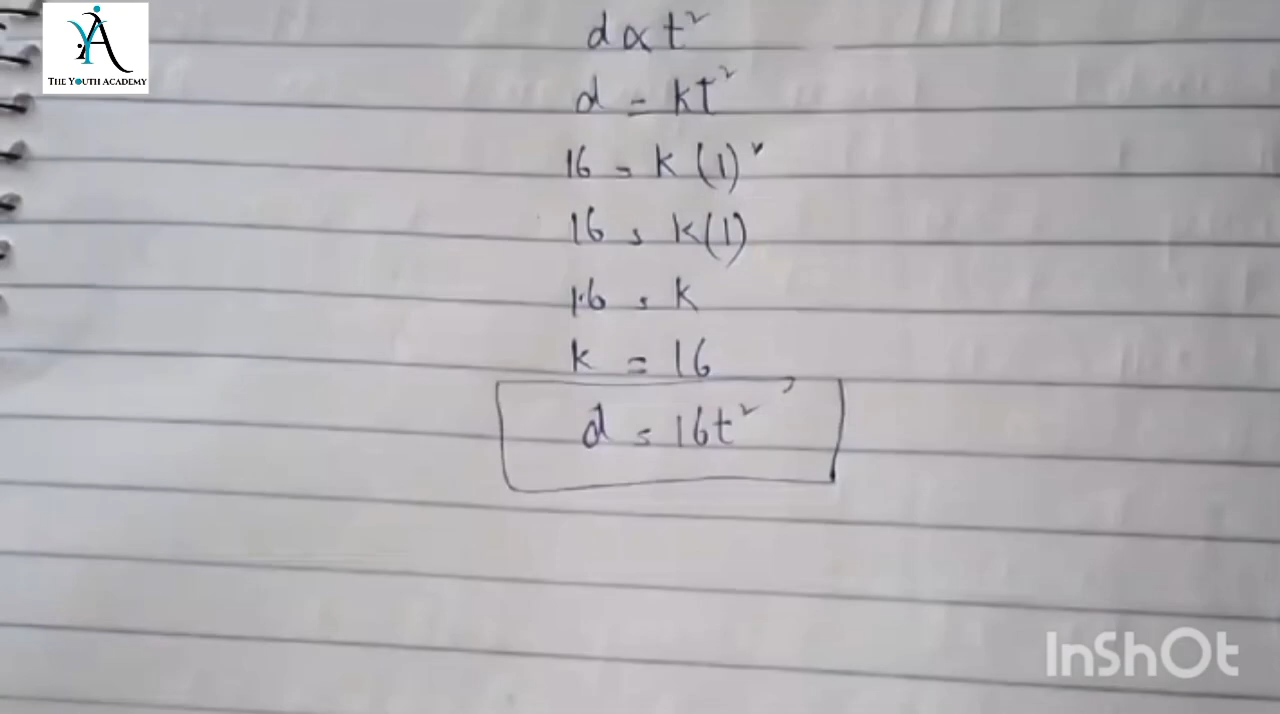 THE YOUTH ACADEMY
d ∝ t²
d = kt²
16 = k (1)²
16 = k(1)
16 = k
k = 16
d = 16t²
InShOt